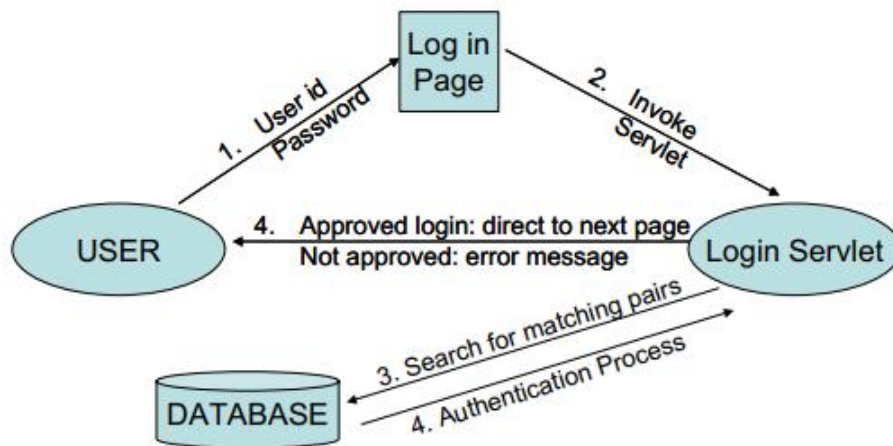 Log in
Page
1. User id
Password
2. Invoke
Servlet
USER
4. Approved login: direct to next page
Not approved: error message
Login Servlet
3. Search for matching pairs
4. Authentication Process
DATABASE